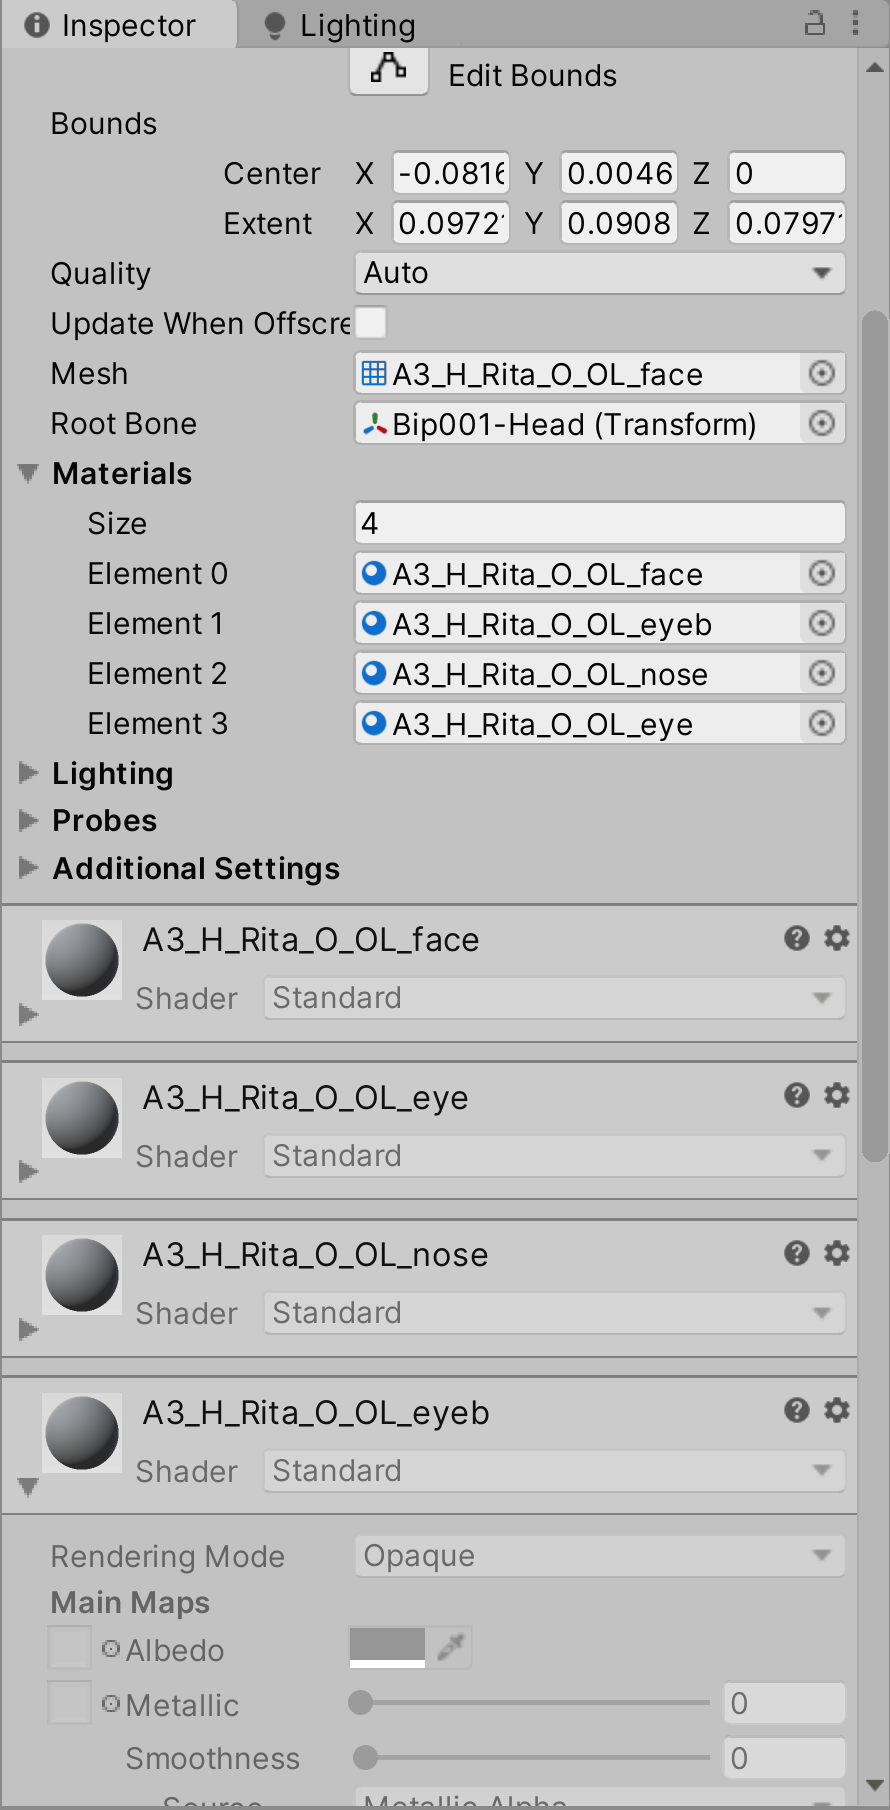 Inspector Lighting
Edit Bounds
Bounds
Center X -0.0816 Y 0.0046 Z 0
Extent X 0.0972 Y 0.0908 Z 0.0797
Quality Auto
Update When Offscre
Mesh A3_H_Rita_O_OL_face
Root Bone Bip001-Head (Transform)
Materials
Size 4
Element 0 A3_H_Rita_O_OL_face
Element 1 A3_H_Rita_O_OL_eyeb
Element 2 A3_H_Rita_O_OL_nose
Element 3 A3_H_Rita_O_OL_eye
Lighting
Probes
Additional Settings
A3_H_Rita_O_OL_face
Shader Standard
A3_H_Rita_O_OL_eye
Shader Standard
A3_H_Rita_O_OL_nose
Shader Standard
A3_H_Rita_O_OL_eyeb
Shader Standard
Rendering Mode Opaque
Main Maps
Albedo
Metallic 0
Smoothness 0
Source Metallic Alpha